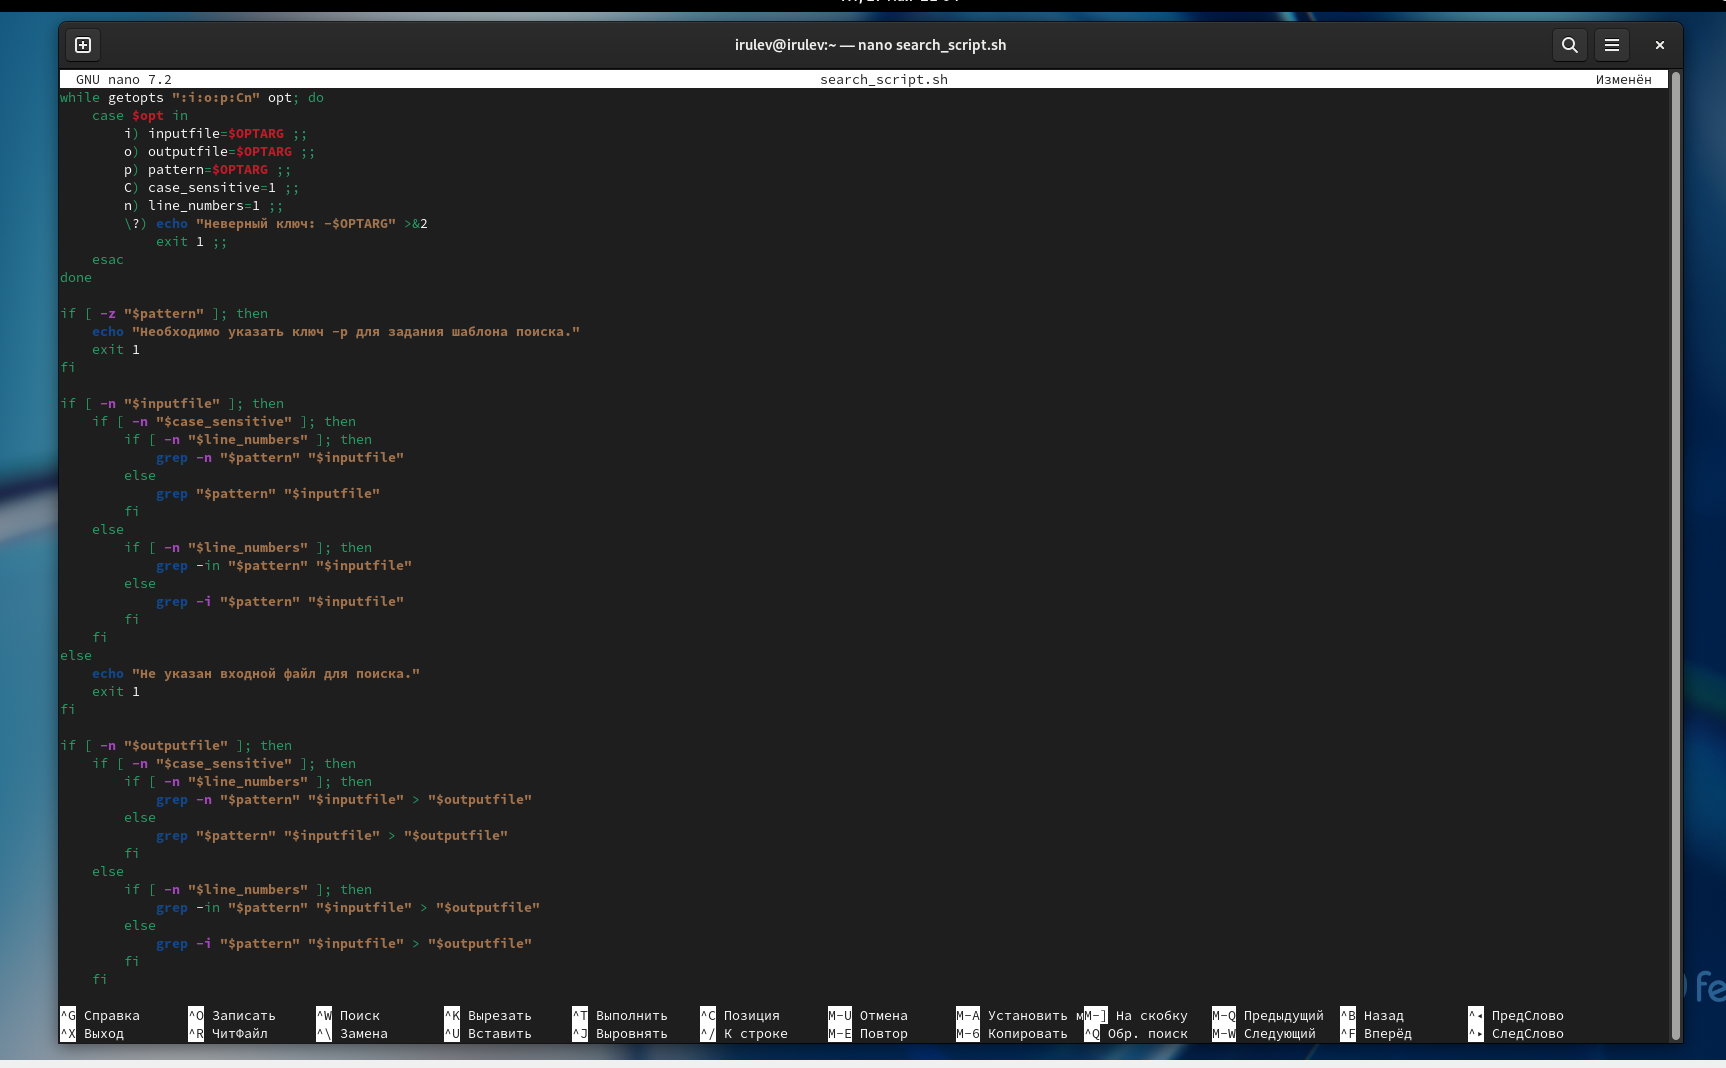 irulev@irulev:~ — nano search_script.sh
GNU nano 7.2 search_script.sh Изменён
while getopts ":i:o:p:Cn" opt; do
    case $opt in
        i) inputfile=$OPTARG ;;
        o) outputfile=$OPTARG ;;
        p) pattern=$OPTARG ;;
        C) case_sensitive=1 ;;
        n) line_numbers=1 ;;
        \?) echo "Неверный ключ: -$OPTARG" >&2
            exit 1 ;;
    esac
done
if [ -z "$pattern" ]; then
    echo "Необходимо указать ключ -p для задания шаблона поиска."
    exit 1
fi
if [ -n "$inputfile" ]; then
    if [ -n "$case_sensitive" ]; then
        if [ -n "$line_numbers" ]; then
            grep -n "$pattern" "$inputfile"
        else
            grep "$pattern" "$inputfile"
        fi
    else
        if [ -n "$line_numbers" ]; then
            grep -in "$pattern" "$inputfile"
        else
            grep -i "$pattern" "$inputfile"
        fi
    fi
else
    echo "Не указан входной файл для поиска."
    exit 1
fi
if [ -n "$outputfile" ]; then
    if [ -n "$case_sensitive" ]; then
        if [ -n "$line_numbers" ]; then
            grep -n "$pattern" "$inputfile" > "$outputfile"
        else
            grep "$pattern" "$inputfile" > "$outputfile"
        fi
    else
        if [ -n "$line_numbers" ]; then
            grep -in "$pattern" "$inputfile" > "$outputfile"
        else
            grep -i "$pattern" "$inputfile" > "$outputfile"
        fi
    fi
fe
^G Справка ^O Записать ^W Поиск ^K Вырезать ^T Выполнить ^C Позиция M-U Отмена M-A Установить м M-] На скобку M-Q Предыдущий ^B Назад ^◂ ПредСлово
^X Выход ^R ЧитФайл ^\ Замена ^U Вставить ^J Выровнять ^/ К строке M-E Повтор M-6 Копировать ^Q Обр. поиск M-W Следующий ^F Вперёд ^▸ СледСлово